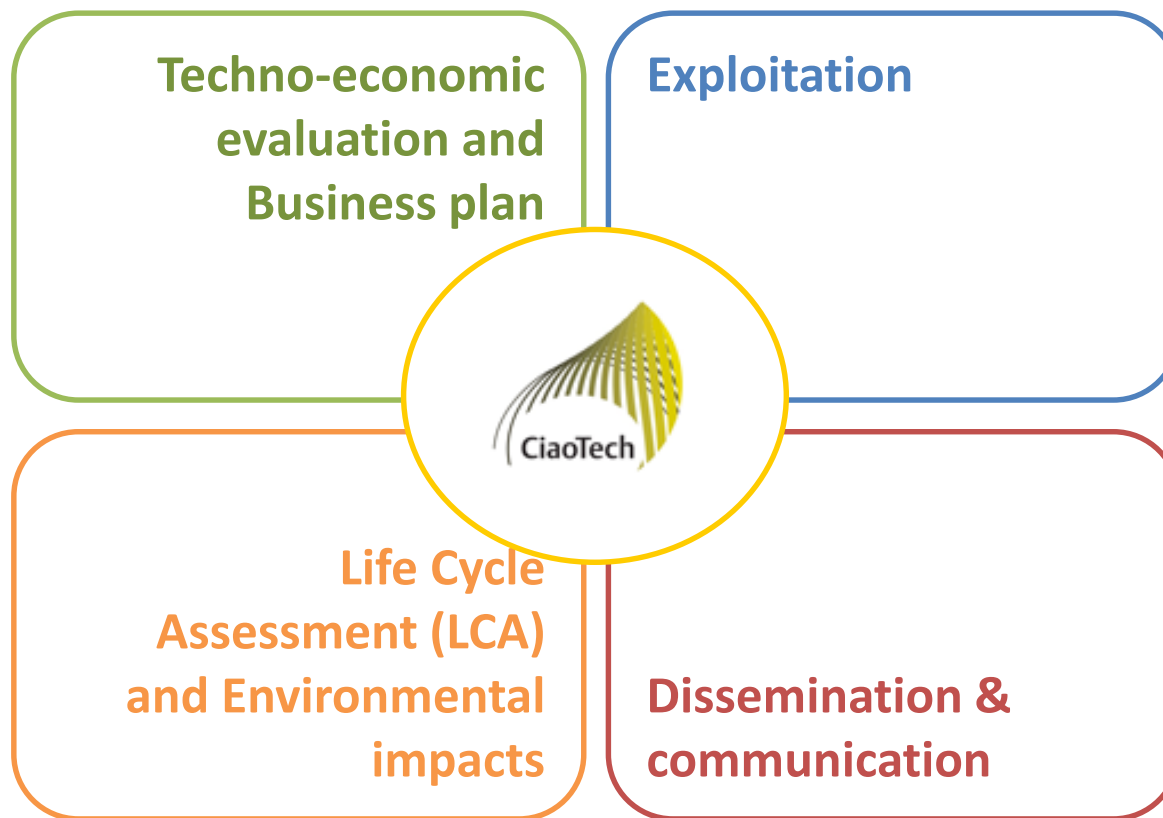 Techno-economic
evaluation and
Business plan
Exploitation
CiaoTech
Life Cycle
Assessment (LCA)
and Environmental
impacts
Dissemination &
communication